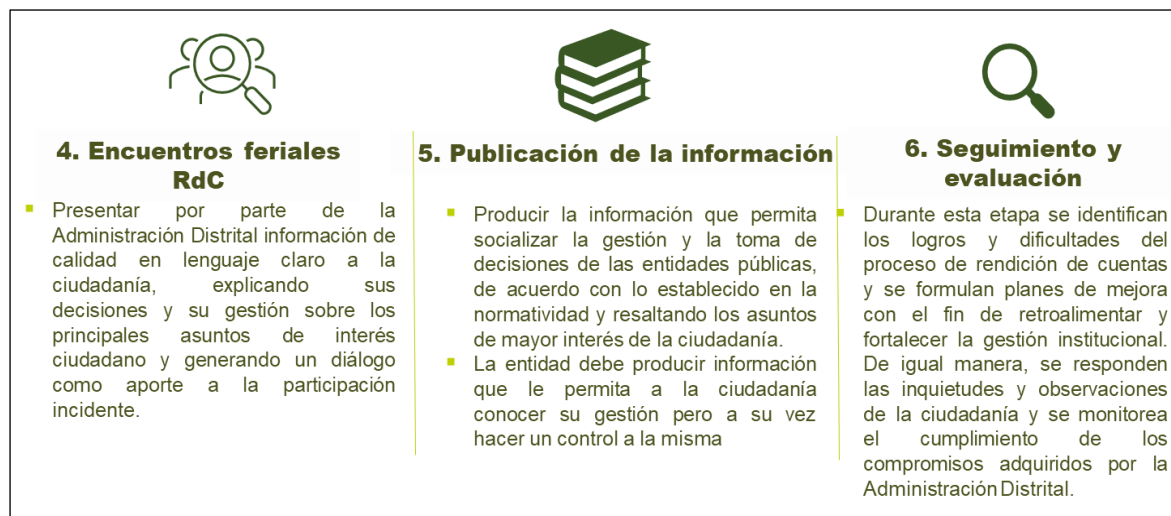 4. Encuentros feriales
RdC
Presentar por parte de la
Administración Distrital información de
calidad en lenguaje claro a la
ciudadanía, explicando sus
decisiones y su gestión sobre los
principales asuntos de interés
ciudadano y generando un diálogo
como aporte a la participación
incidente.
5. Publicación de la información
Producir la información que permita
socializar la gestión y la toma de
decisiones de las entidades públicas,
de acuerdo con lo establecido en la
normatividad y resaltando los asuntos
de mayor interés de la ciudadanía.
La entidad debe producir información
que le permita a la ciudadanía
conocer su gestión pero a su vez
hacer un control a la misma
6. Seguimiento y
evaluación
Durante esta etapa se identifican
los logros y dificultades del
proceso de rendición de cuentas
y se formulan planes de mejora
con el fin de retroalimentar y
fortalecer la gestión institucional.
De igual manera, se responden
las inquietudes y observaciones
de la ciudadanía y se monitorea
el cumplimiento de los
compromisos adquiridos por la
Administración Distrital.